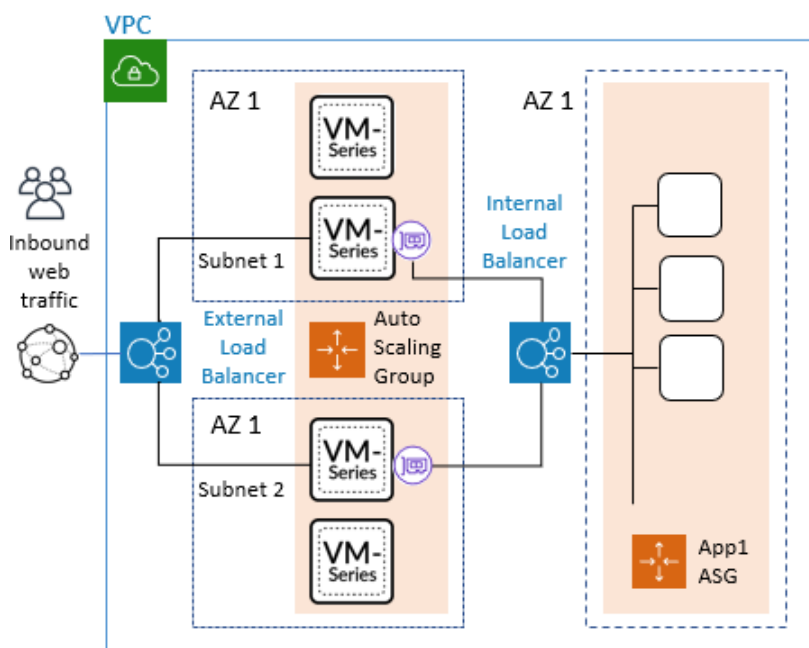 VPC
AZ 1
VM-
Series
VM-
Series
Subnet 1
Inbound
web
traffic
External
Load
Balancer
Auto
Scaling
Group
AZ 1
VM-
Series
Subnet 2
VM-
Series
Internal
Load
Balancer
AZ 1
App1
ASG